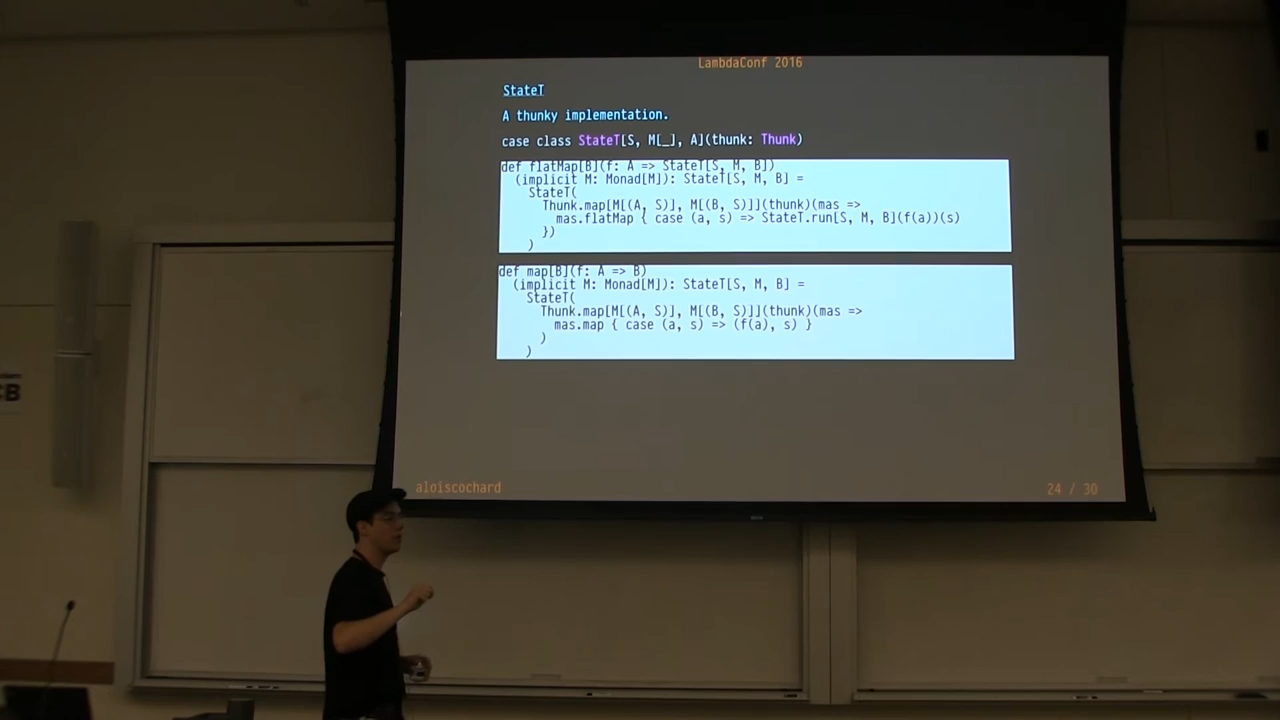 LambdaConf 2016
StateT
A thunky implementation.
case class StateT[S, M[_], A](thunk: Thunk)
def flatMap[B](f: A => StateT[S, M, B])
(implicit M: Monad[M]): StateT[S, M, B] =
StateT(
Thunk.map[M[(A, S)], M[(B, S)]](thunk)(mas =>
mas.flatMap { case (a, s) => StateT.run[S, M, B](f(a))(s)
})
)
def map[B](f: A => B)
(implicit M: Monad[M]): StateT[S, M, B] =
StateT(
Thunk.map[M[(A, S)], M[(B, S)]](thunk)(mas =>
mas.map { case (a, s) => (f(a), s) }
)
)
aloiscochard
24 / 30